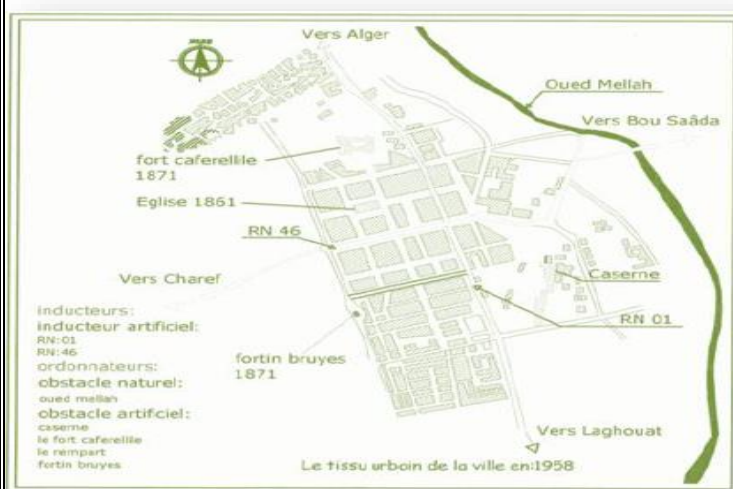 Vers Alger
Oued Mellah
Vers Bou Saâda
fort caferellile
1871
Eglise 1861
RN 46
Vers Charef
Caserne
RN 01
inducteurs:
inducteur artificiel:
RN:01
RN:46
ordonnateurs:
obstacle naturel:
oued mellah
obstacle artificiel:
caserne
le fort caferellile
le rempart
fortin bruyes
fortin bruyes
1871
Vers Laghouat
Le tissu urbain de la ville en:1958